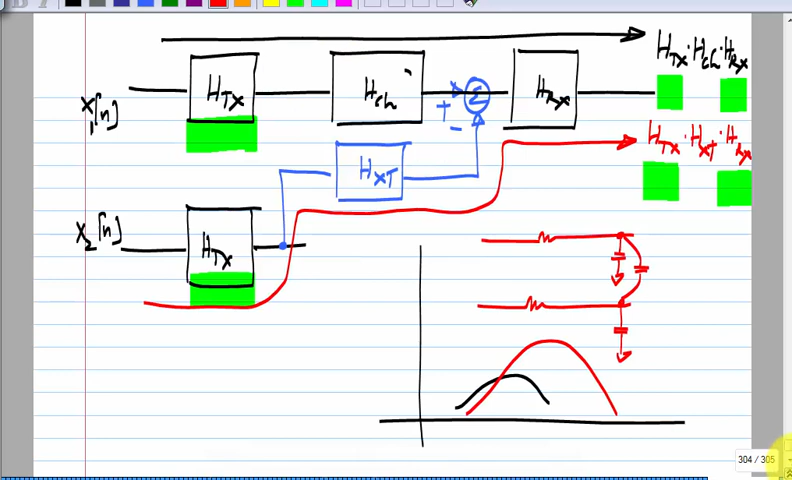 H_TX · H_ch · H_RX
H_TX H_ch H_RX
x_1[n]
+
Σ
-
H_TX · H_XT · H_RX
H_XT
x_2[n]
H_TX
304 / 305